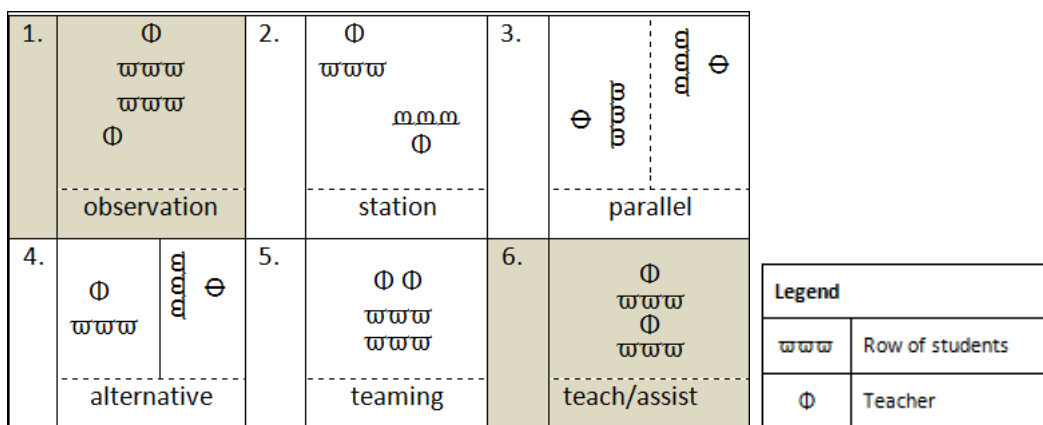 1.
observation
2.
station
3.
parallel
4.
alternative
5.
teaming
6.
teach/assist
Legend
Row of students
Teacher